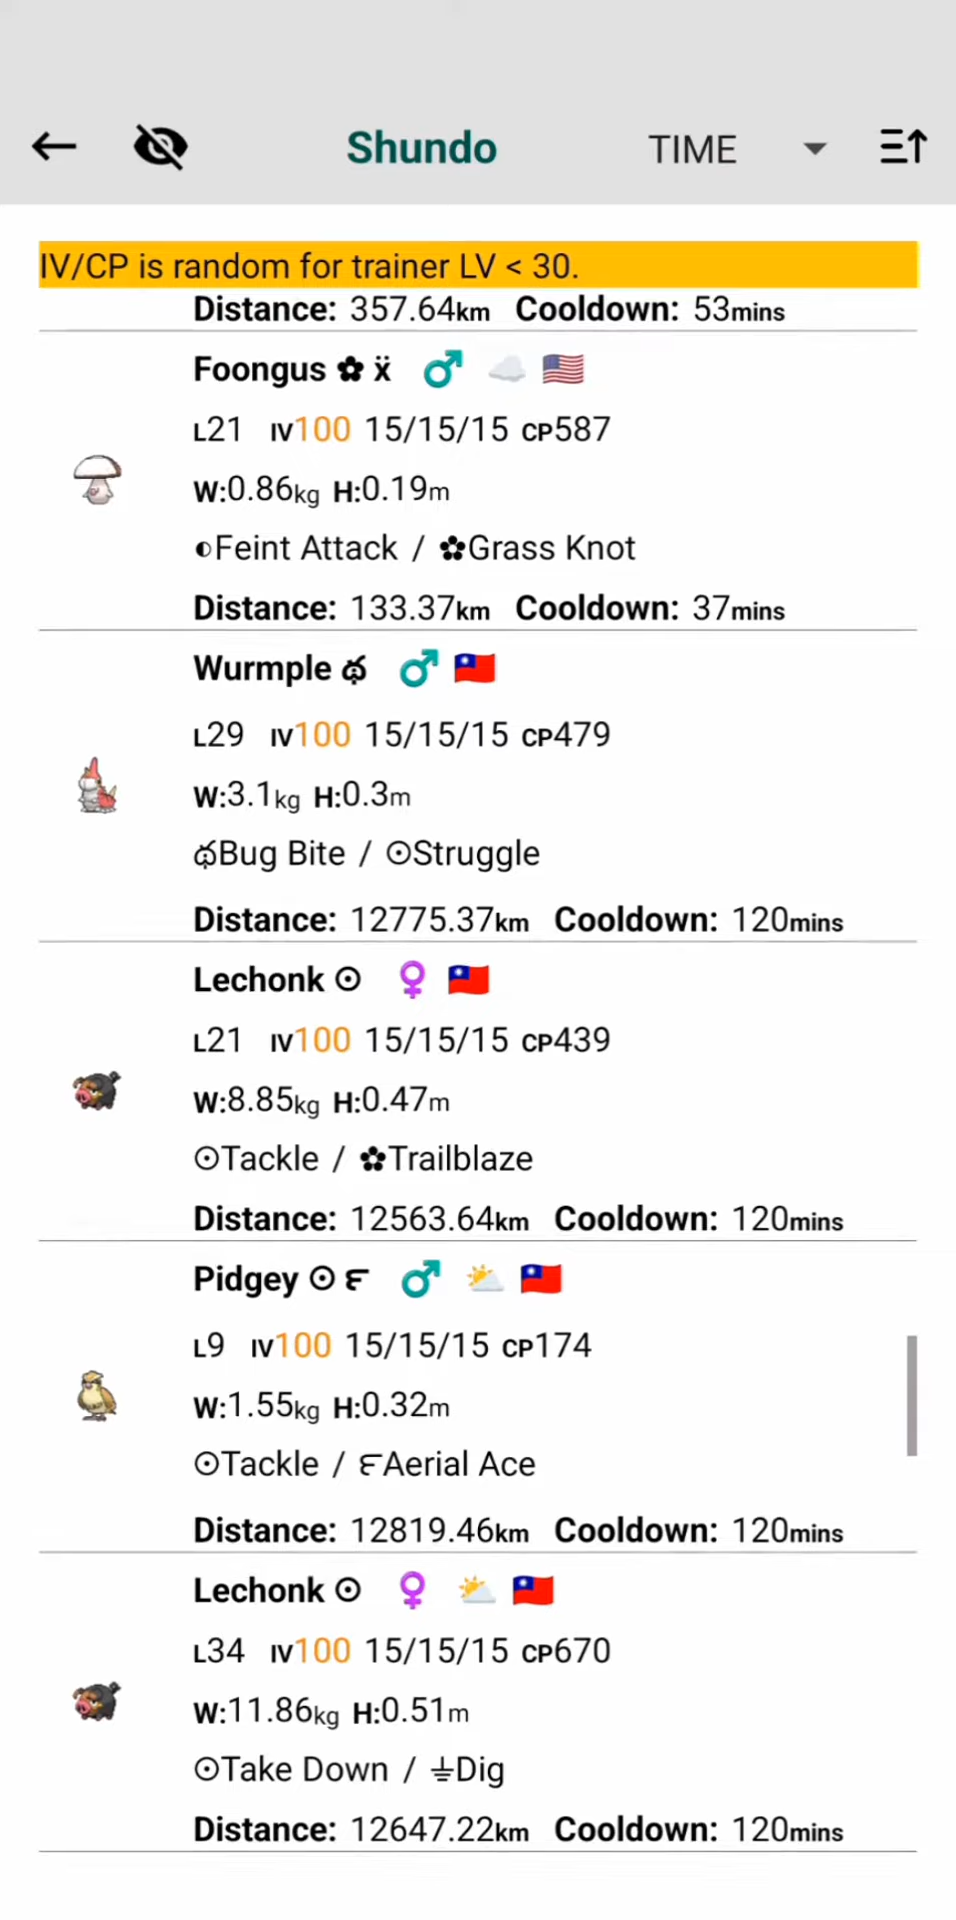 Shundo TIME
IV/CP is random for trainer LV < 30.
Distance: 357.64km Cooldown: 53mins
Foongus
L21 IV100 15/15/15 CP587
W:0.86kg H:0.19m
Feint Attack / Grass Knot
Distance: 133.37km Cooldown: 37mins
Wurmple
L29 IV100 15/15/15 CP479
W:3.1kg H:0.3m
Bug Bite / Struggle
Distance: 12775.37km Cooldown: 120mins
Lechonk
L21 IV100 15/15/15 CP439
W:8.85kg H:0.47m
Tackle / Trailblaze
Distance: 12563.64km Cooldown: 120mins
Pidgey
L9 IV100 15/15/15 CP174
W:1.55kg H:0.32m
Tackle / Aerial Ace
Distance: 12819.46km Cooldown: 120mins
Lechonk
L34 IV100 15/15/15 CP670
W:11.86kg H:0.51m
Take Down / Dig
Distance: 12647.22km Cooldown: 120mins